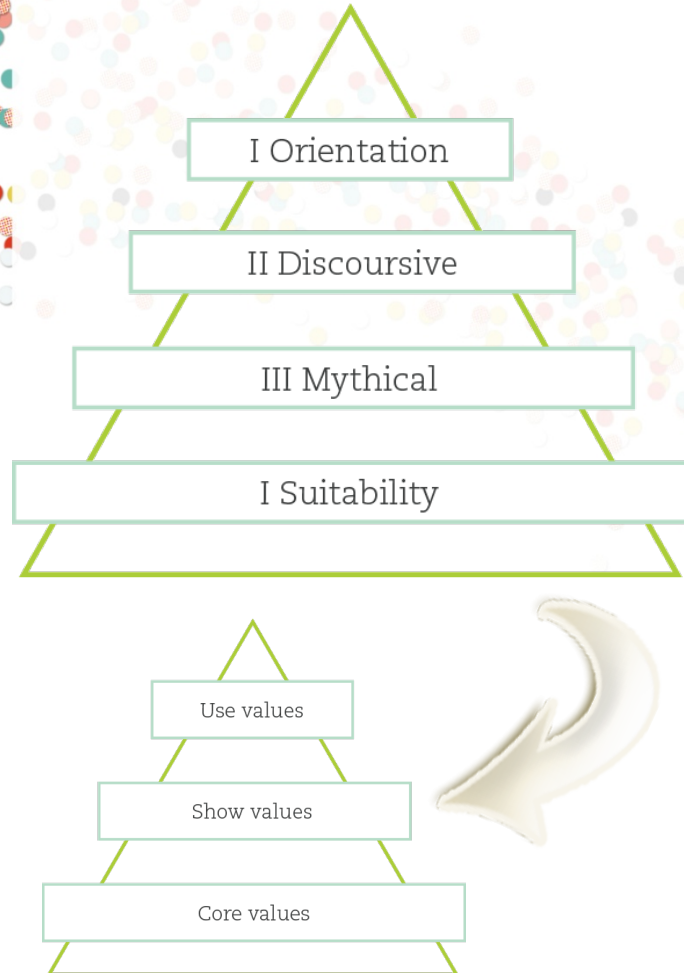 I Orientation
II Discoursive
III Mythical
I Suitability
Use values
Show values
Core values